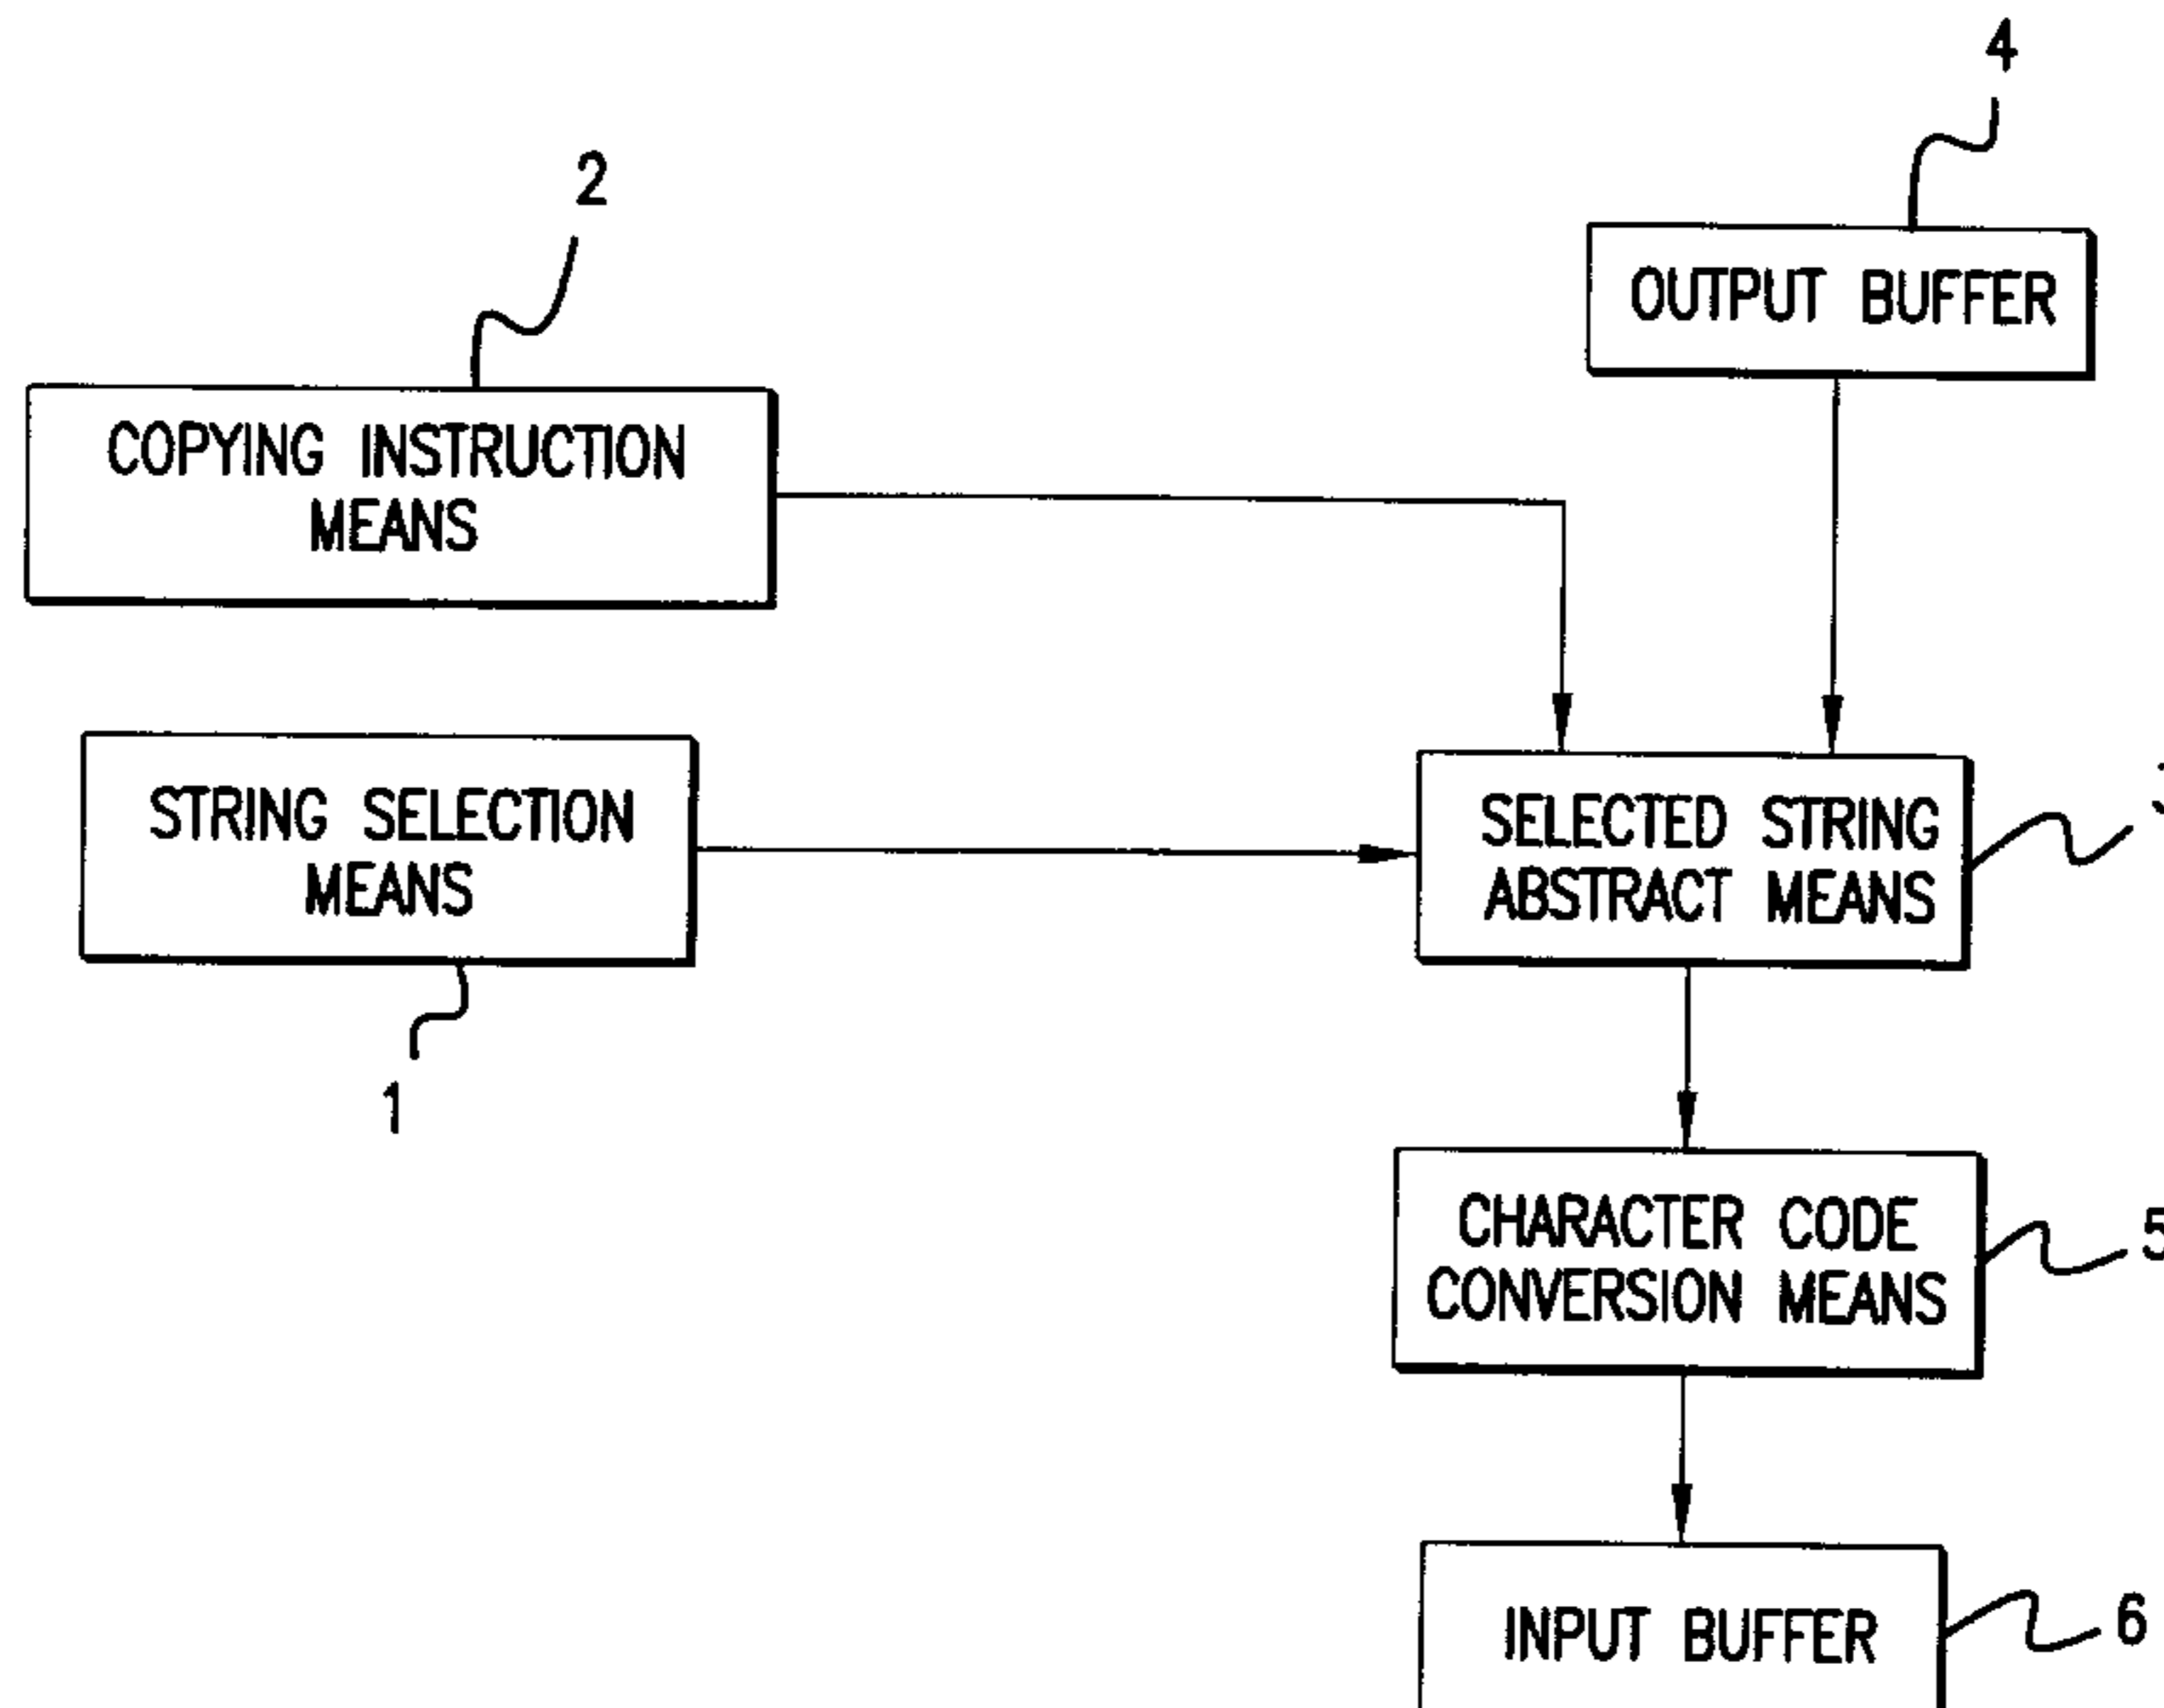 4
2
OUTPUT BUFFER
COPYING INSTRUCTION
MEANS
STRING SELECTION
MEANS
SELECTED STRING
ABSTRACT MEANS
3
1
CHARACTER CODE
CONVERSION MEANS
5
INPUT BUFFER
6